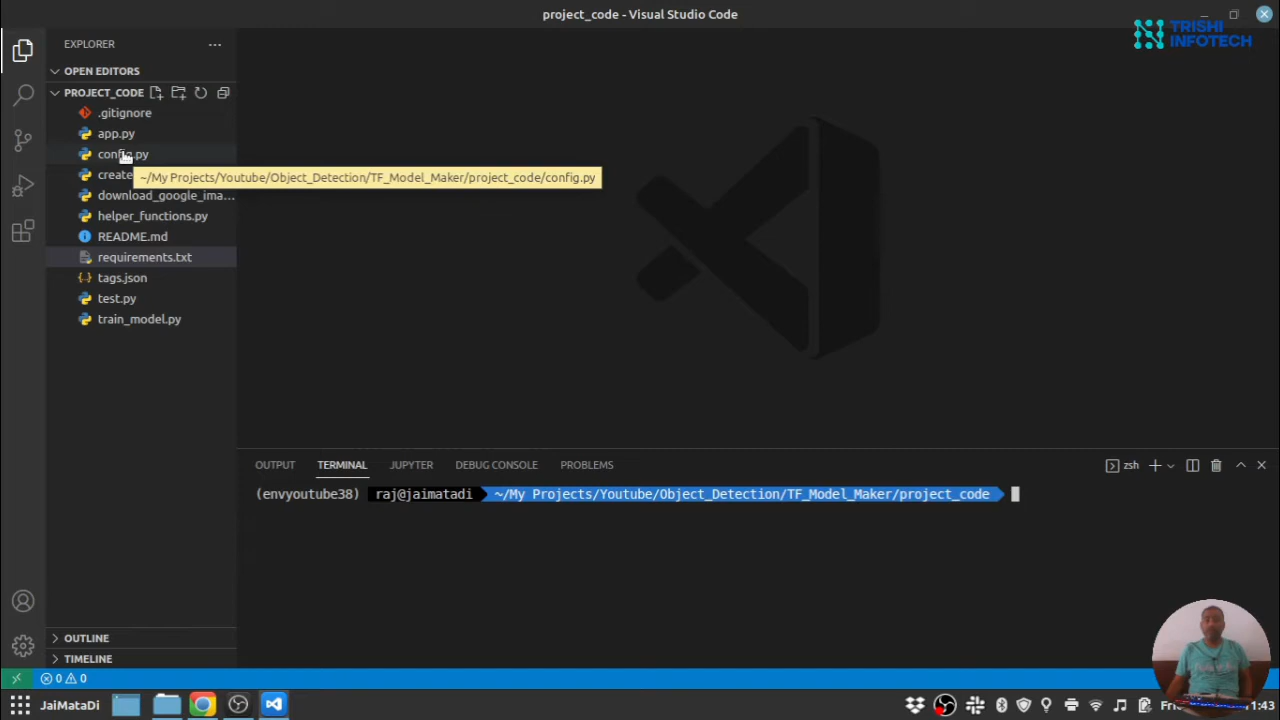 project_code - Visual Studio Code
TRISHI
INFOTECH
EXPLORER
OPEN EDITORS
PROJECT_CODE
.gitignore
app.py
config.py
create
~/My Projects/Youtube/Object_Detection/TF_Model_Maker/project_code/config.py
download_google_ima...
helper_functions.py
README.md
requirements.txt
tags.json
test.py
train_model.py
OUTPUT TERMINAL JUPYTER DEBUG CONSOLE PROBLEMS
zsh
(envyoutube38) raj@jaimatadi ~/My Projects/Youtube/Object_Detection/TF_Model_Maker/project_code
OUTLINE
TIMELINE
0 0
JaiMataDi
11:43